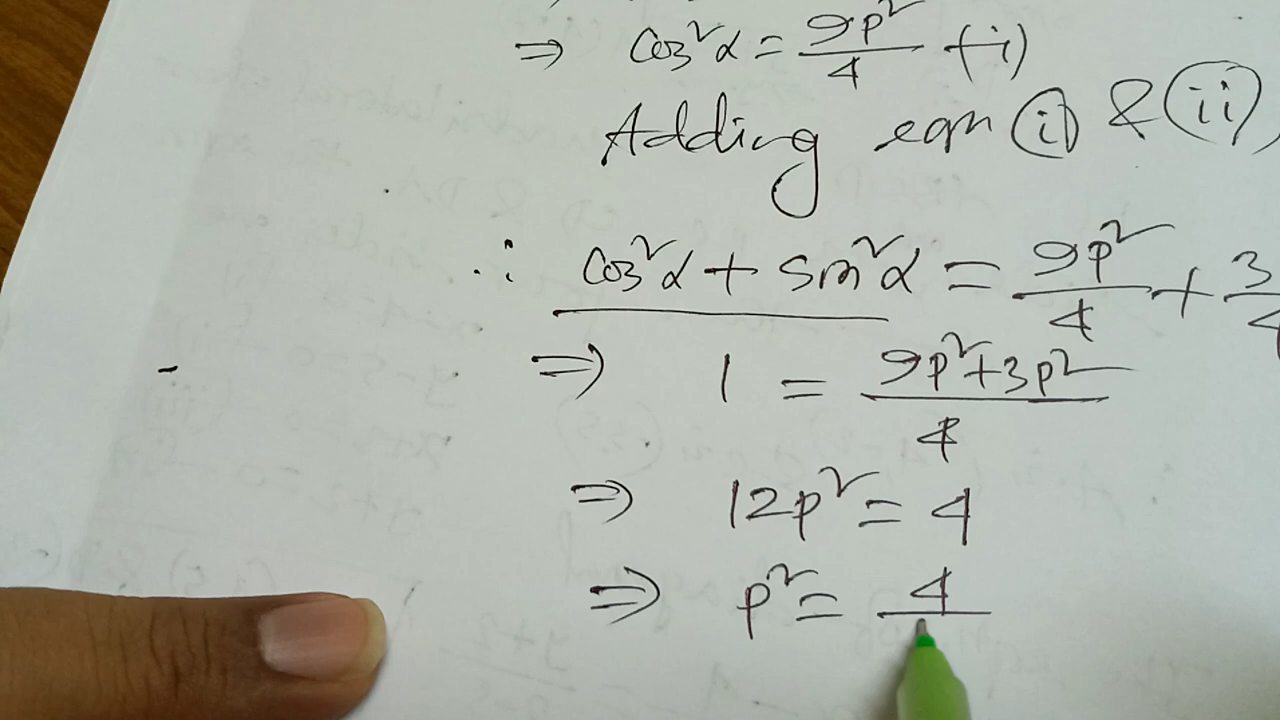 ⇒ cos²α = 9p²/4 —(i)
Adding eqn (i) & (ii),
∴ cos²α + sin²α = 9p²/4 + 3/4
⇒ 1 = 9p²+3p²/4
⇒ 12p² = 4
⇒ p² = 4/